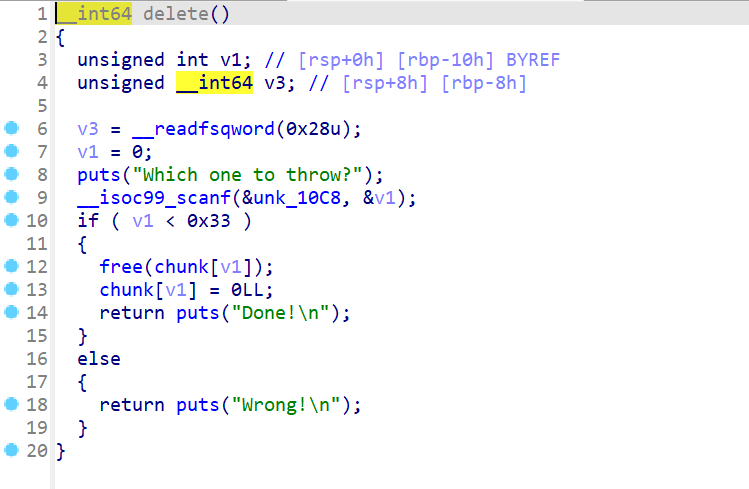 1 __int64 delete()
2 {
3 unsigned int v1; // [rsp+0h] [rbp-10h] BYREF
4 unsigned __int64 v3; // [rsp+8h] [rbp-8h]
5
6 v3 = __readfsqword(0x28u);
7 v1 = 0;
8 puts("Which one to throw?");
9 __isoc99_scanf(&unk_10C8, &v1);
10 if ( v1 < 0x33 )
11 {
12 free(chunk[v1]);
13 chunk[v1] = 0LL;
14 return puts("Done!\n");
15 }
16 else
17 {
18 return puts("Wrong!\n");
19 }
20 }